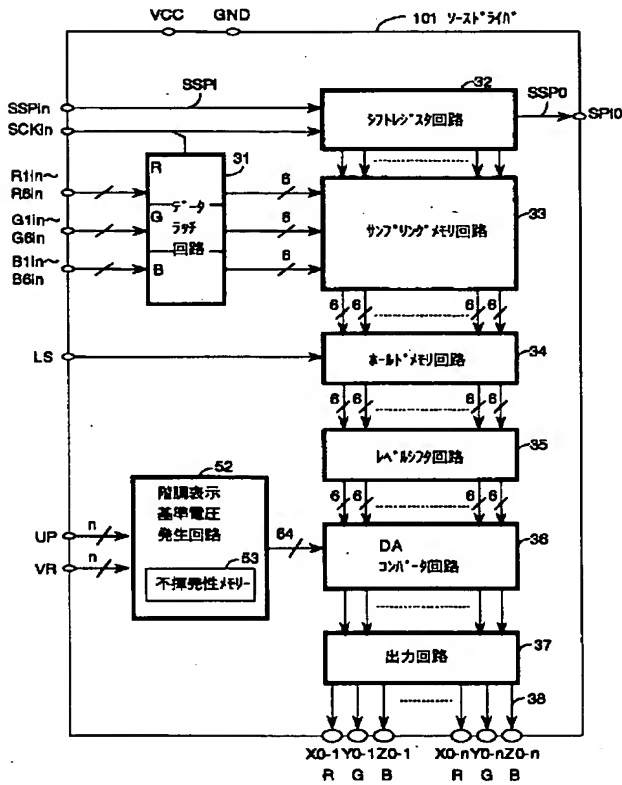 VCC GND
101 ｿｰｽﾄﾞﾗｲﾊﾞ
SSPI
32
SSPO
SSPin
SPIO
SCKin
ｼﾌﾄﾚｼﾞｽﾀ回路
31
R1in～
R6in
R
6
33
G1in～
G6in
G
データ
ラッチ
回路
6
ｻﾝﾌﾟﾘﾝｸﾞﾒﾓﾘ回路
B1in～
B6in
B
6
6 6 6 6
LS
ﾎｰﾙﾄﾞﾒﾓﾘ回路
34
6 6 6 6
ﾚﾍﾞﾙｼﾌﾀ回路
35
52
6 6 6 6
階調表示
基準電圧
発生回路
UP n
64
DA
ｺﾝﾊﾞｰﾀ回路
36
VR n
53
不揮発性ﾒﾓﾘｰ
出力回路
37
38
X0-1 Y0-1 Z0-1 X0-n Y0-n Z0-n
R G B R G B